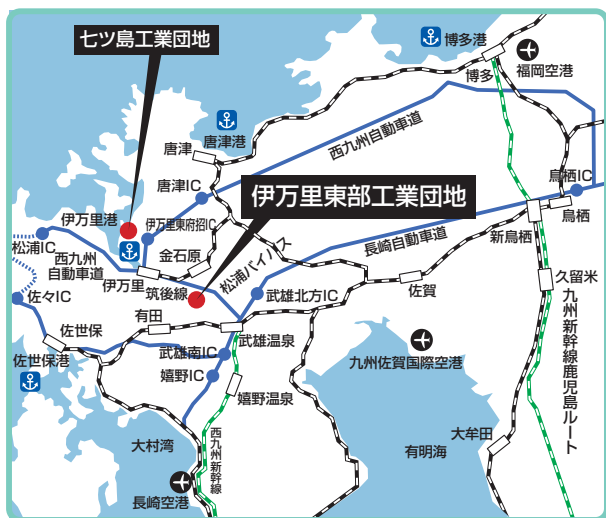 七ツ島工業団地
博多港
博多
福岡空港
唐津
唐津港
西九州自動車道
唐津IC
鳥栖IC
伊万里東部工業団地
伊万里港
伊万里東府招IC
鳥栖
松浦IC
西九州
自動車道
金石原
松浦バイパス
長崎自動車道
新鳥栖
伊万里
筑後線
佐々IC
武雄北方IC
佐賀
久留米
有田
佐世保
武雄温泉
佐世保港
武雄南IC
九州佐賀国際空港
九州新幹線鹿児島ルート
嬉野IC
嬉野温泉
大村湾
西九州新幹線
有明海
大牟田
長崎空港